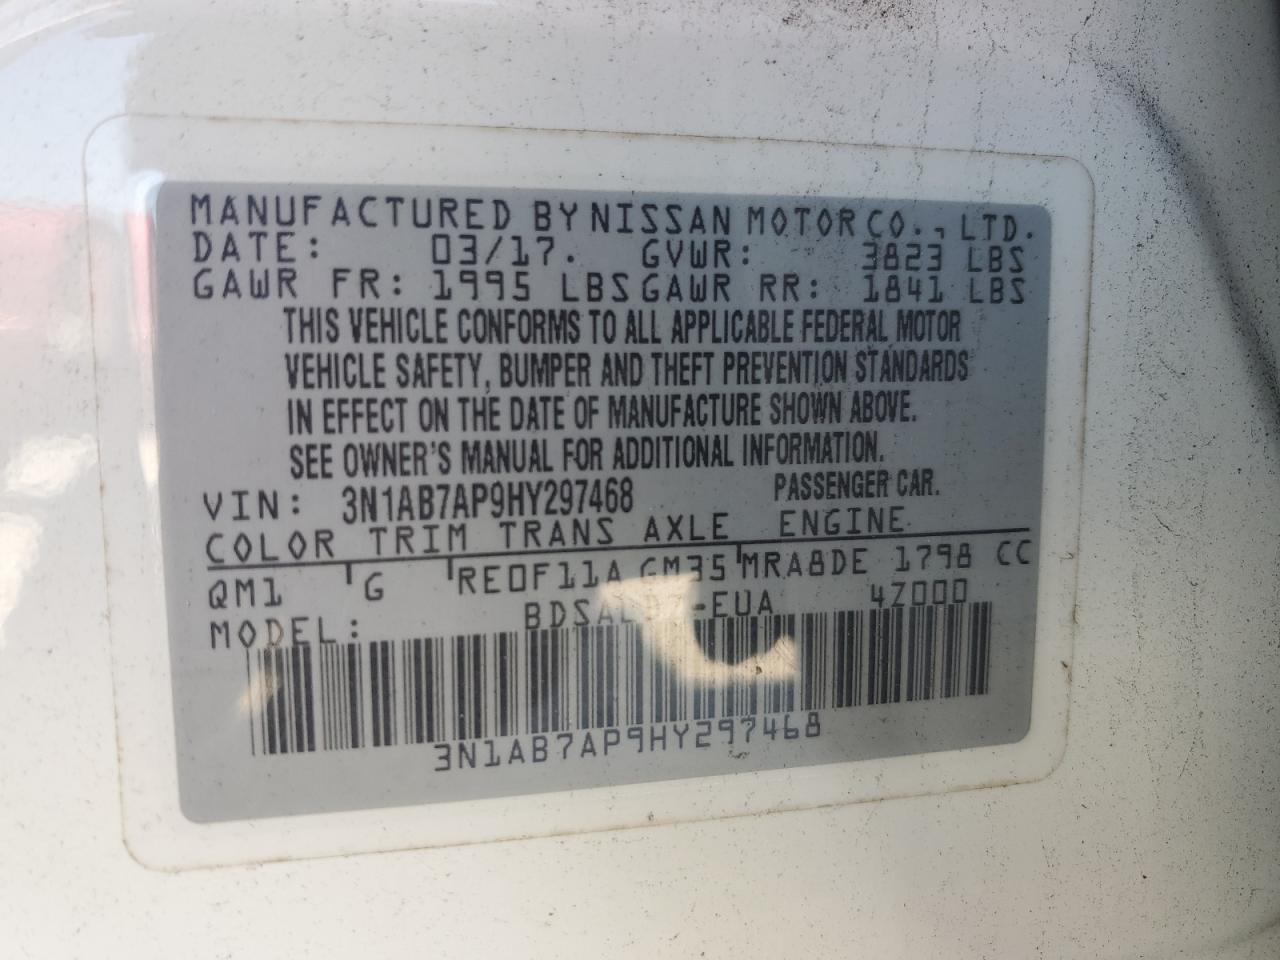 MANUFACTURED BY NISSAN MOTOR CO., LTD.
DATE: 03/17. GVWR: 3823 LBS
GAWR FR: 1995 LBS GAWR RR: 1841 LBS
THIS VEHICLE CONFORMS TO ALL APPLICABLE FEDERAL MOTOR
VEHICLE SAFETY, BUMPER AND THEFT PREVENTION STANDARDS
IN EFFECT ON THE DATE OF MANUFACTURE SHOWN ABOVE.
SEE OWNER'S MANUAL FOR ADDITIONAL INFORMATION.
VIN: 3N1AB7AP9HY297468 PASSENGER CAR.
COLOR TRIM TRANS AXLE ENGINE
QM1 G RE0F11A GM35 MRA8DE 1798 CC
MODEL: 4Z000
3N1AB7AP9HY297468